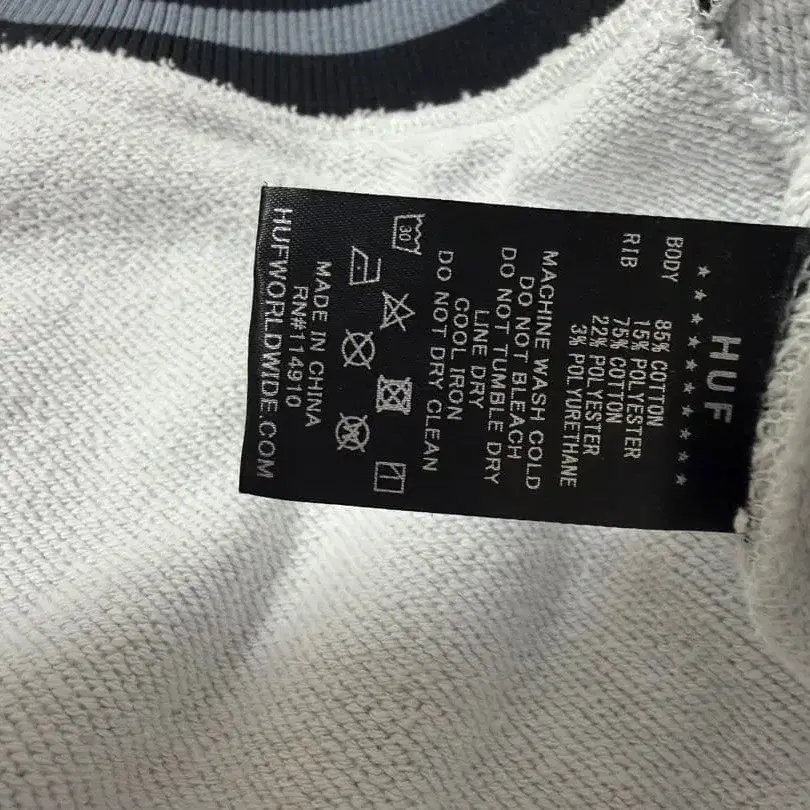 HUF
BODY 85% COTTON
15% POLYESTER
RIB 75% COTTON
22% POLYESTER
3% POLYURETHANE
MACHINE WASH COLD
DO NOT BLEACH
DO NOT TUMBLE DRY
LINE DRY
COOL IRON
DO NOT DRY CLEAN
30
MADE IN CHINA
RN#114910
HUFWORLDWIDE.COM